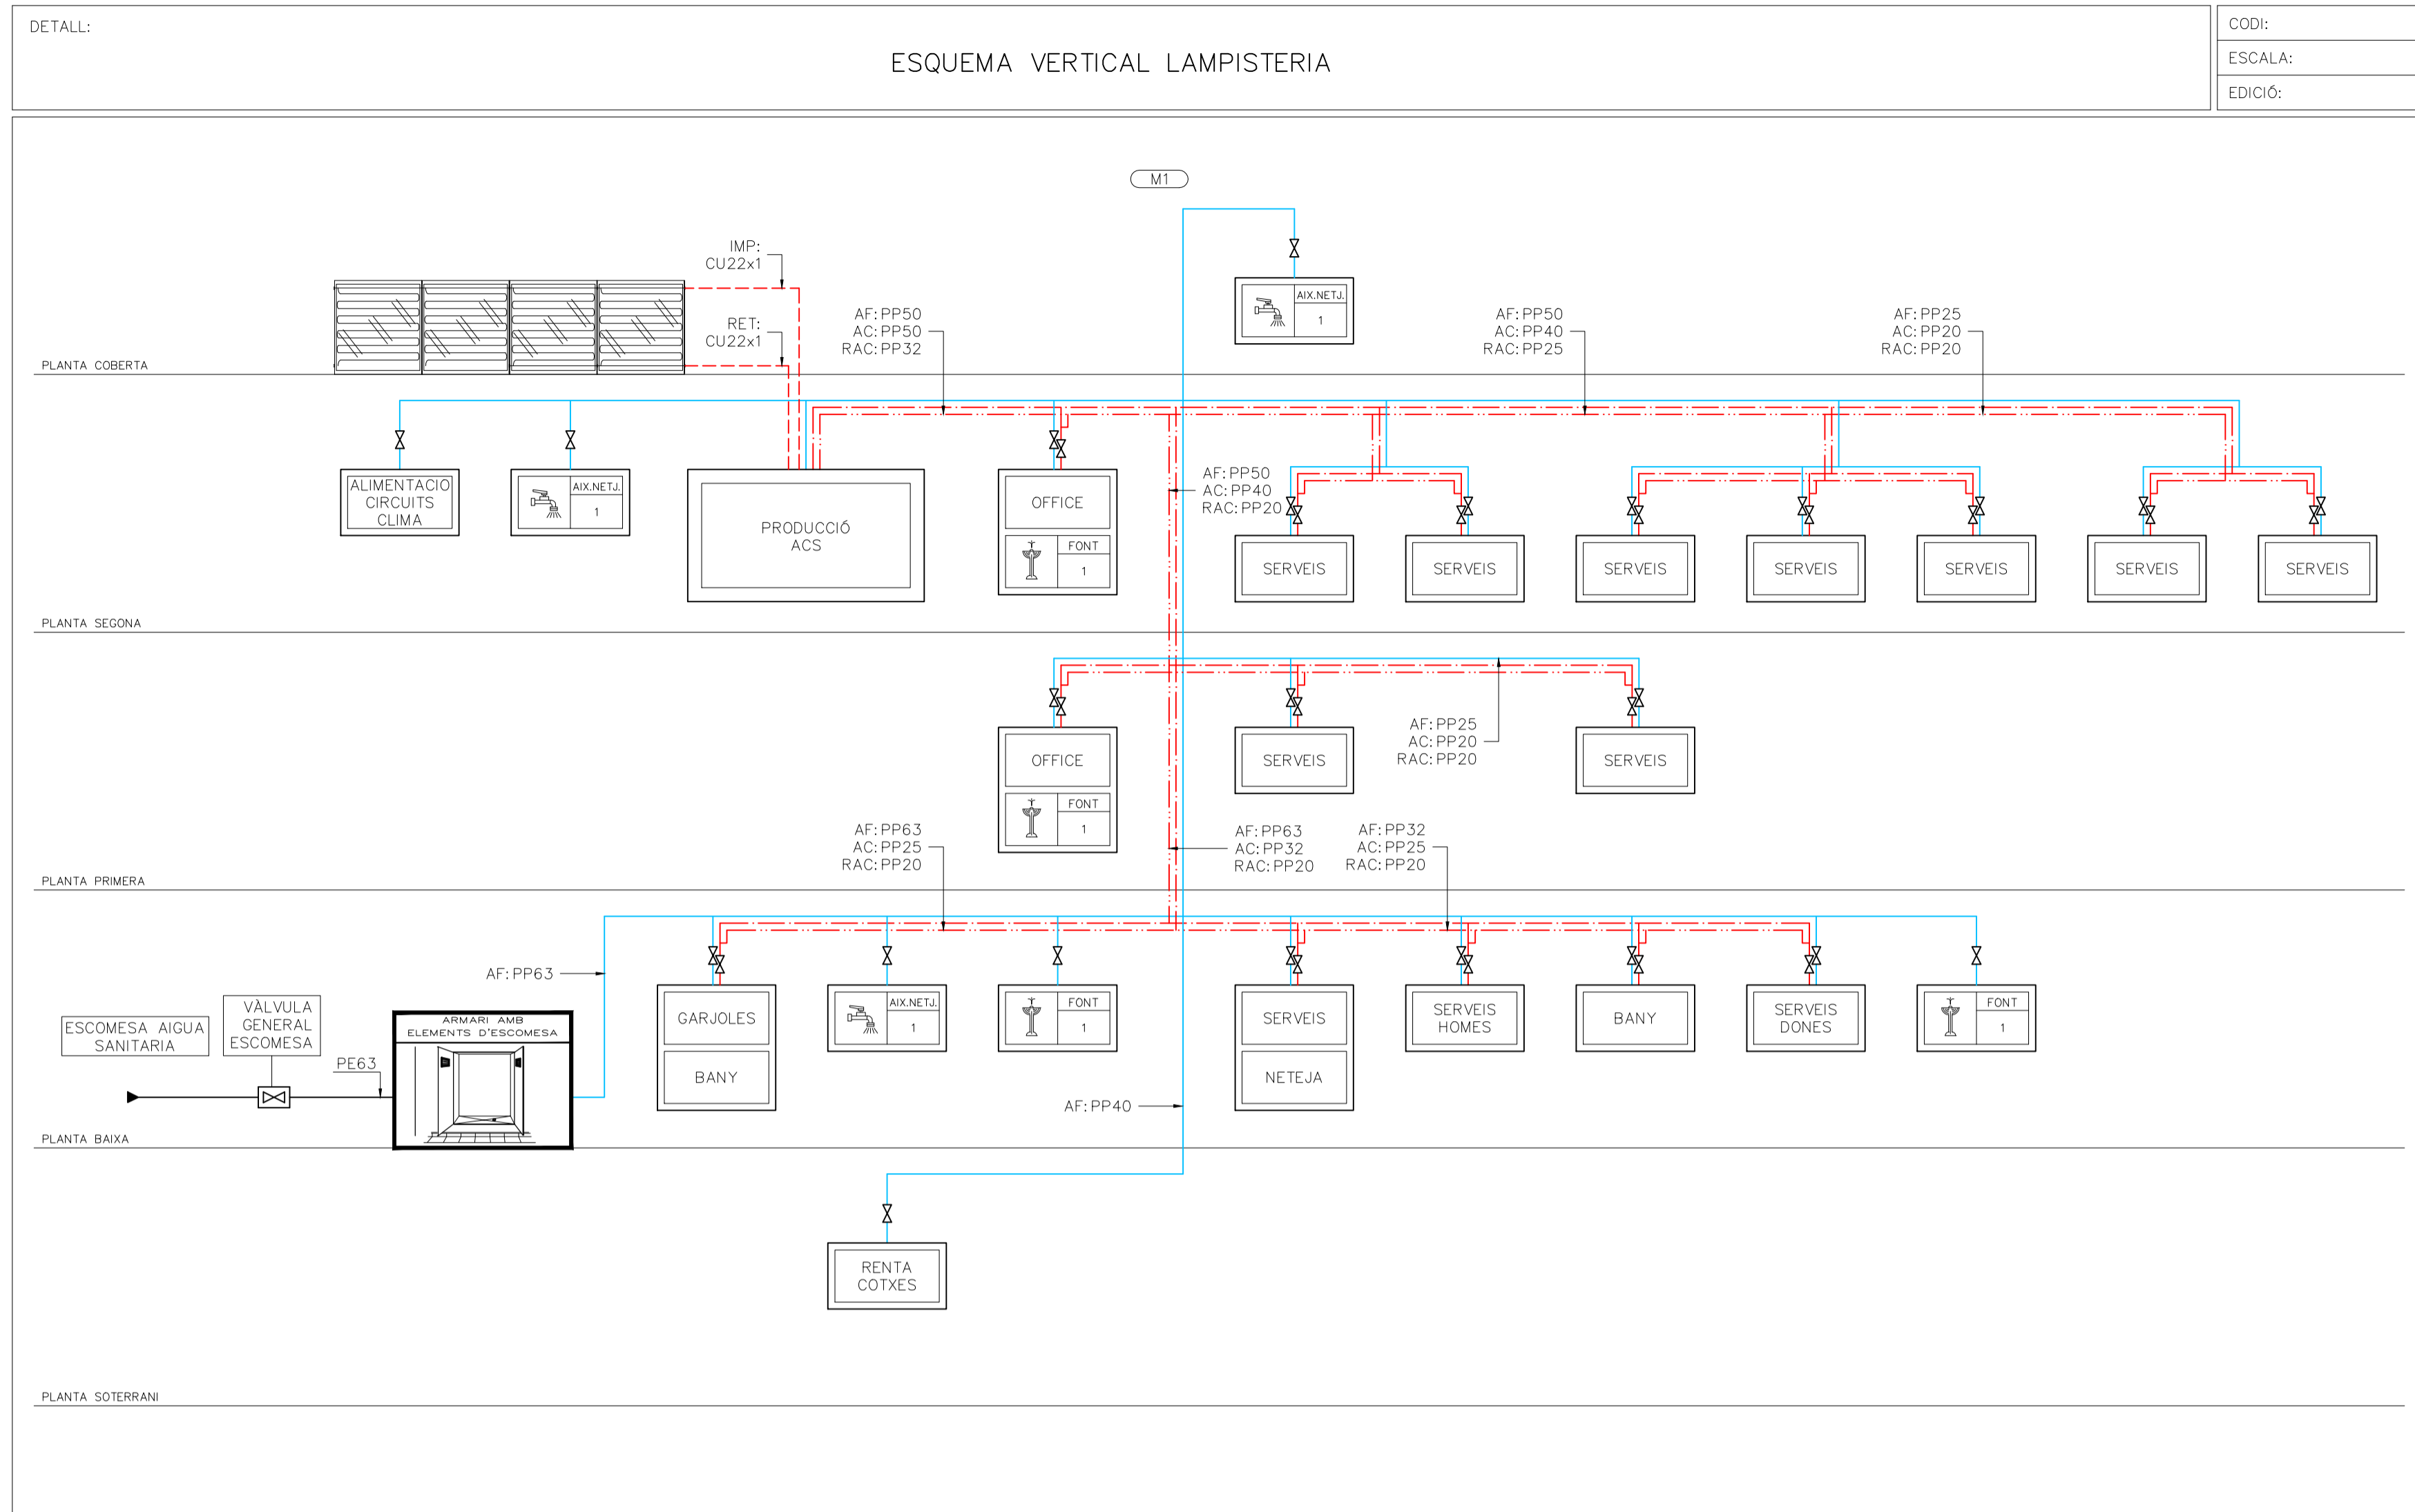 DETALL:
ESQUEMA VERTICAL LAMPISTERIA
CODI:
ESCALA:
EDICIÓ:
M1
IMP:
CU22x1
RET:
CU22x1
AF:PP50
AC:PP50
RAC:PP32
AIX.NETJ.
1
AF:PP50
AC:PP40
RAC:PP25
AF:PP25
AC:PP20
RAC:PP20
PLANTA COBERTA
ALIMENTACIO
CIRCUITS
CLIMA
AIX.NETJ.
1
PRODUCCIÓ
ACS
OFFICE
FONT
1
AF:PP50
AC:PP40
RAC:PP20
SERVEIS
SERVEIS
SERVEIS
SERVEIS
SERVEIS
SERVEIS
SERVEIS
PLANTA SEGONA
OFFICE
FONT
1
SERVEIS
AF:PP25
AC:PP20
RAC:PP20
SERVEIS
AF:PP63
AC:PP25
RAC:PP20
AF:PP63
AC:PP32
RAC:PP20
AF:PP32
AC:PP25
RAC:PP20
PLANTA PRIMERA
AF:PP63
ESCOMESA AIGUA
SANITARIA
VÀLVULA
GENERAL
ESCOMESA
PE63
ARMARI AMB
ELEMENTS D'ESCOMESA
GARJOLES
BANY
AIX.NETJ.
1
FONT
1
SERVEIS
NETEJA
SERVEIS
HOMES
BANY
SERVEIS
DONES
FONT
1
AF:PP40
PLANTA BAIXA
RENTA
COTXES
PLANTA SOTERRANI